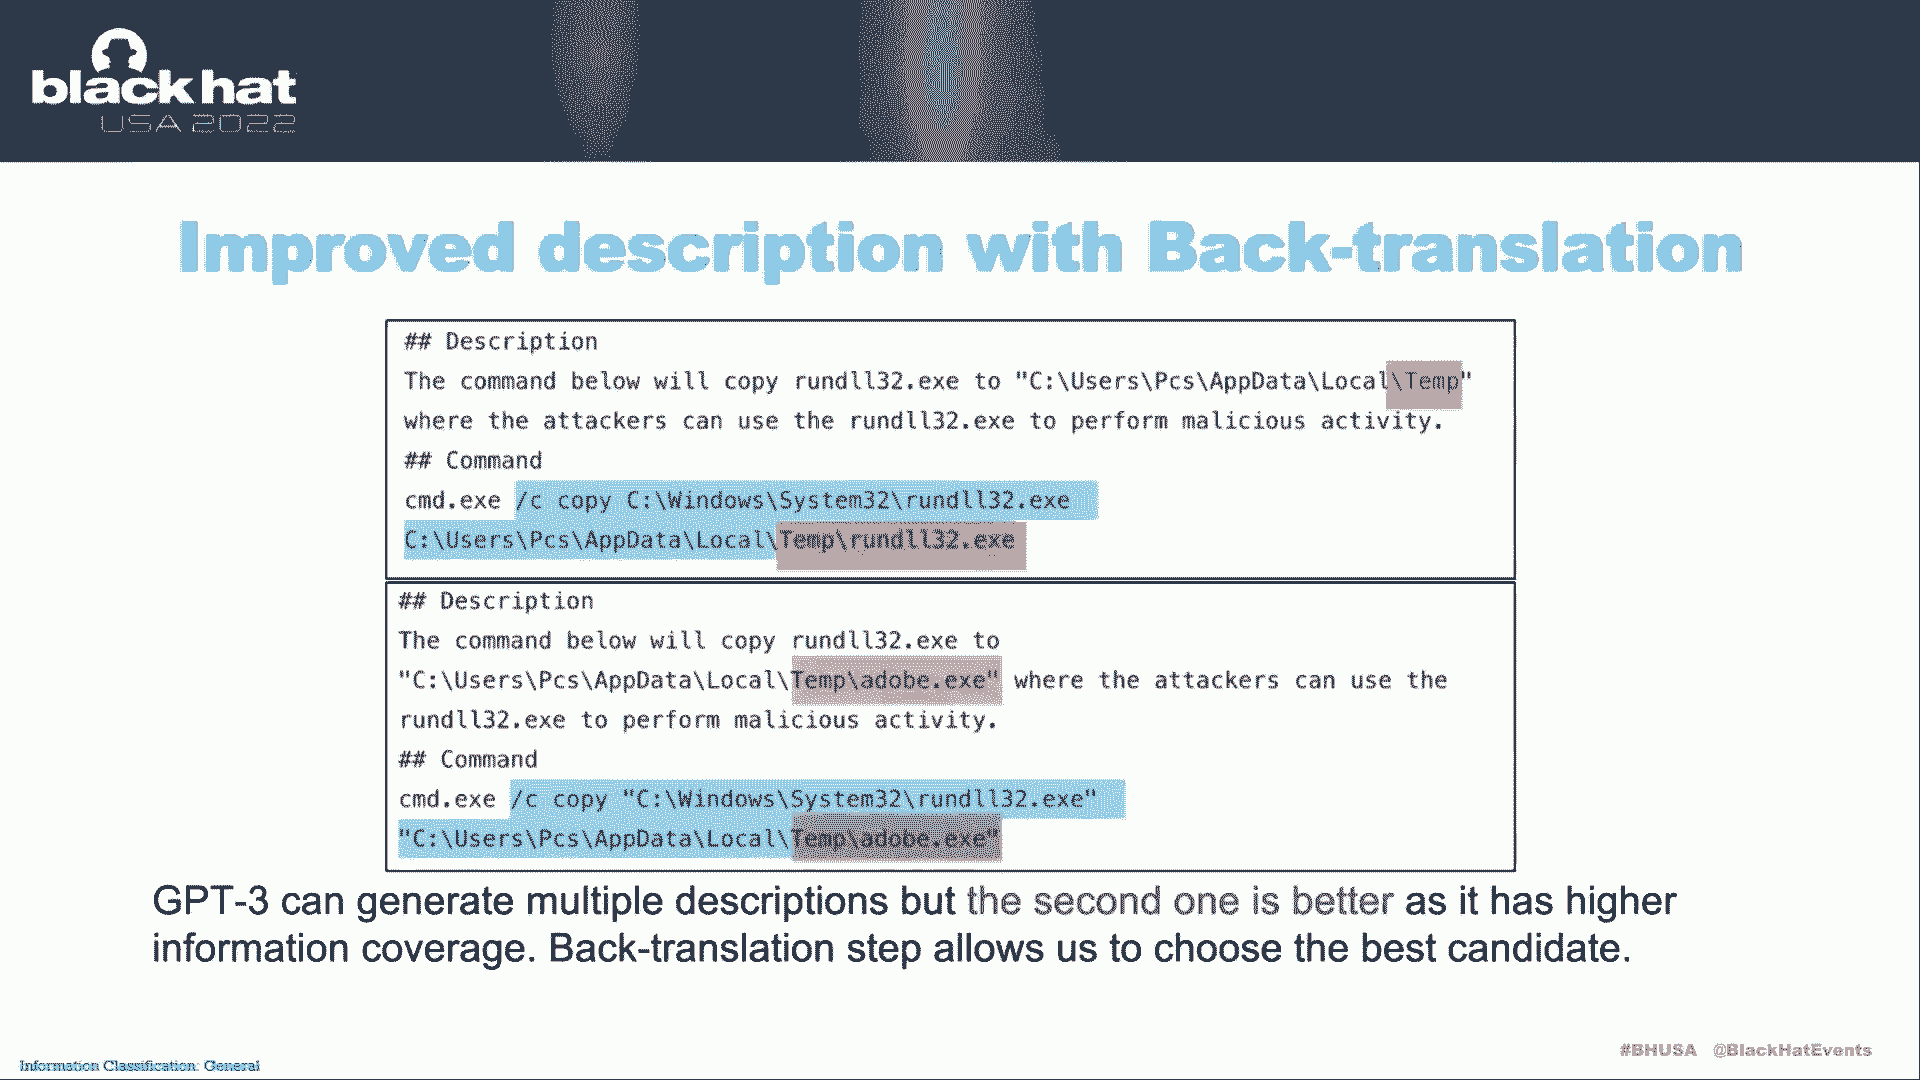 black hat
USA 2022
Improved description with Back-translation
## Description
The command below will copy rundll32.exe to "C:\Users\Pcs\AppData\Local\Temp"
where the attackers can use the rundll32.exe to perform malicious activity.
## Command
cmd.exe /c copy C:\Windows\System32\rundll32.exe
C:\Users\Pcs\AppData\Local\Temp\rundll32.exe
## Description
The command below will copy rundll32.exe to
"C:\Users\Pcs\AppData\Local\Temp\adobe.exe" where the attackers can use the
rundll32.exe to perform malicious activity.
## Command
cmd.exe /c copy "C:\Windows\System32\rundll32.exe"
"C:\Users\Pcs\AppData\Local\Temp\adobe.exe"
GPT-3 can generate multiple descriptions but the second one is better as it has higher
information coverage. Back-translation step allows us to choose the best candidate.
Information Classification: General
#BHUSA @BlackHatEvents